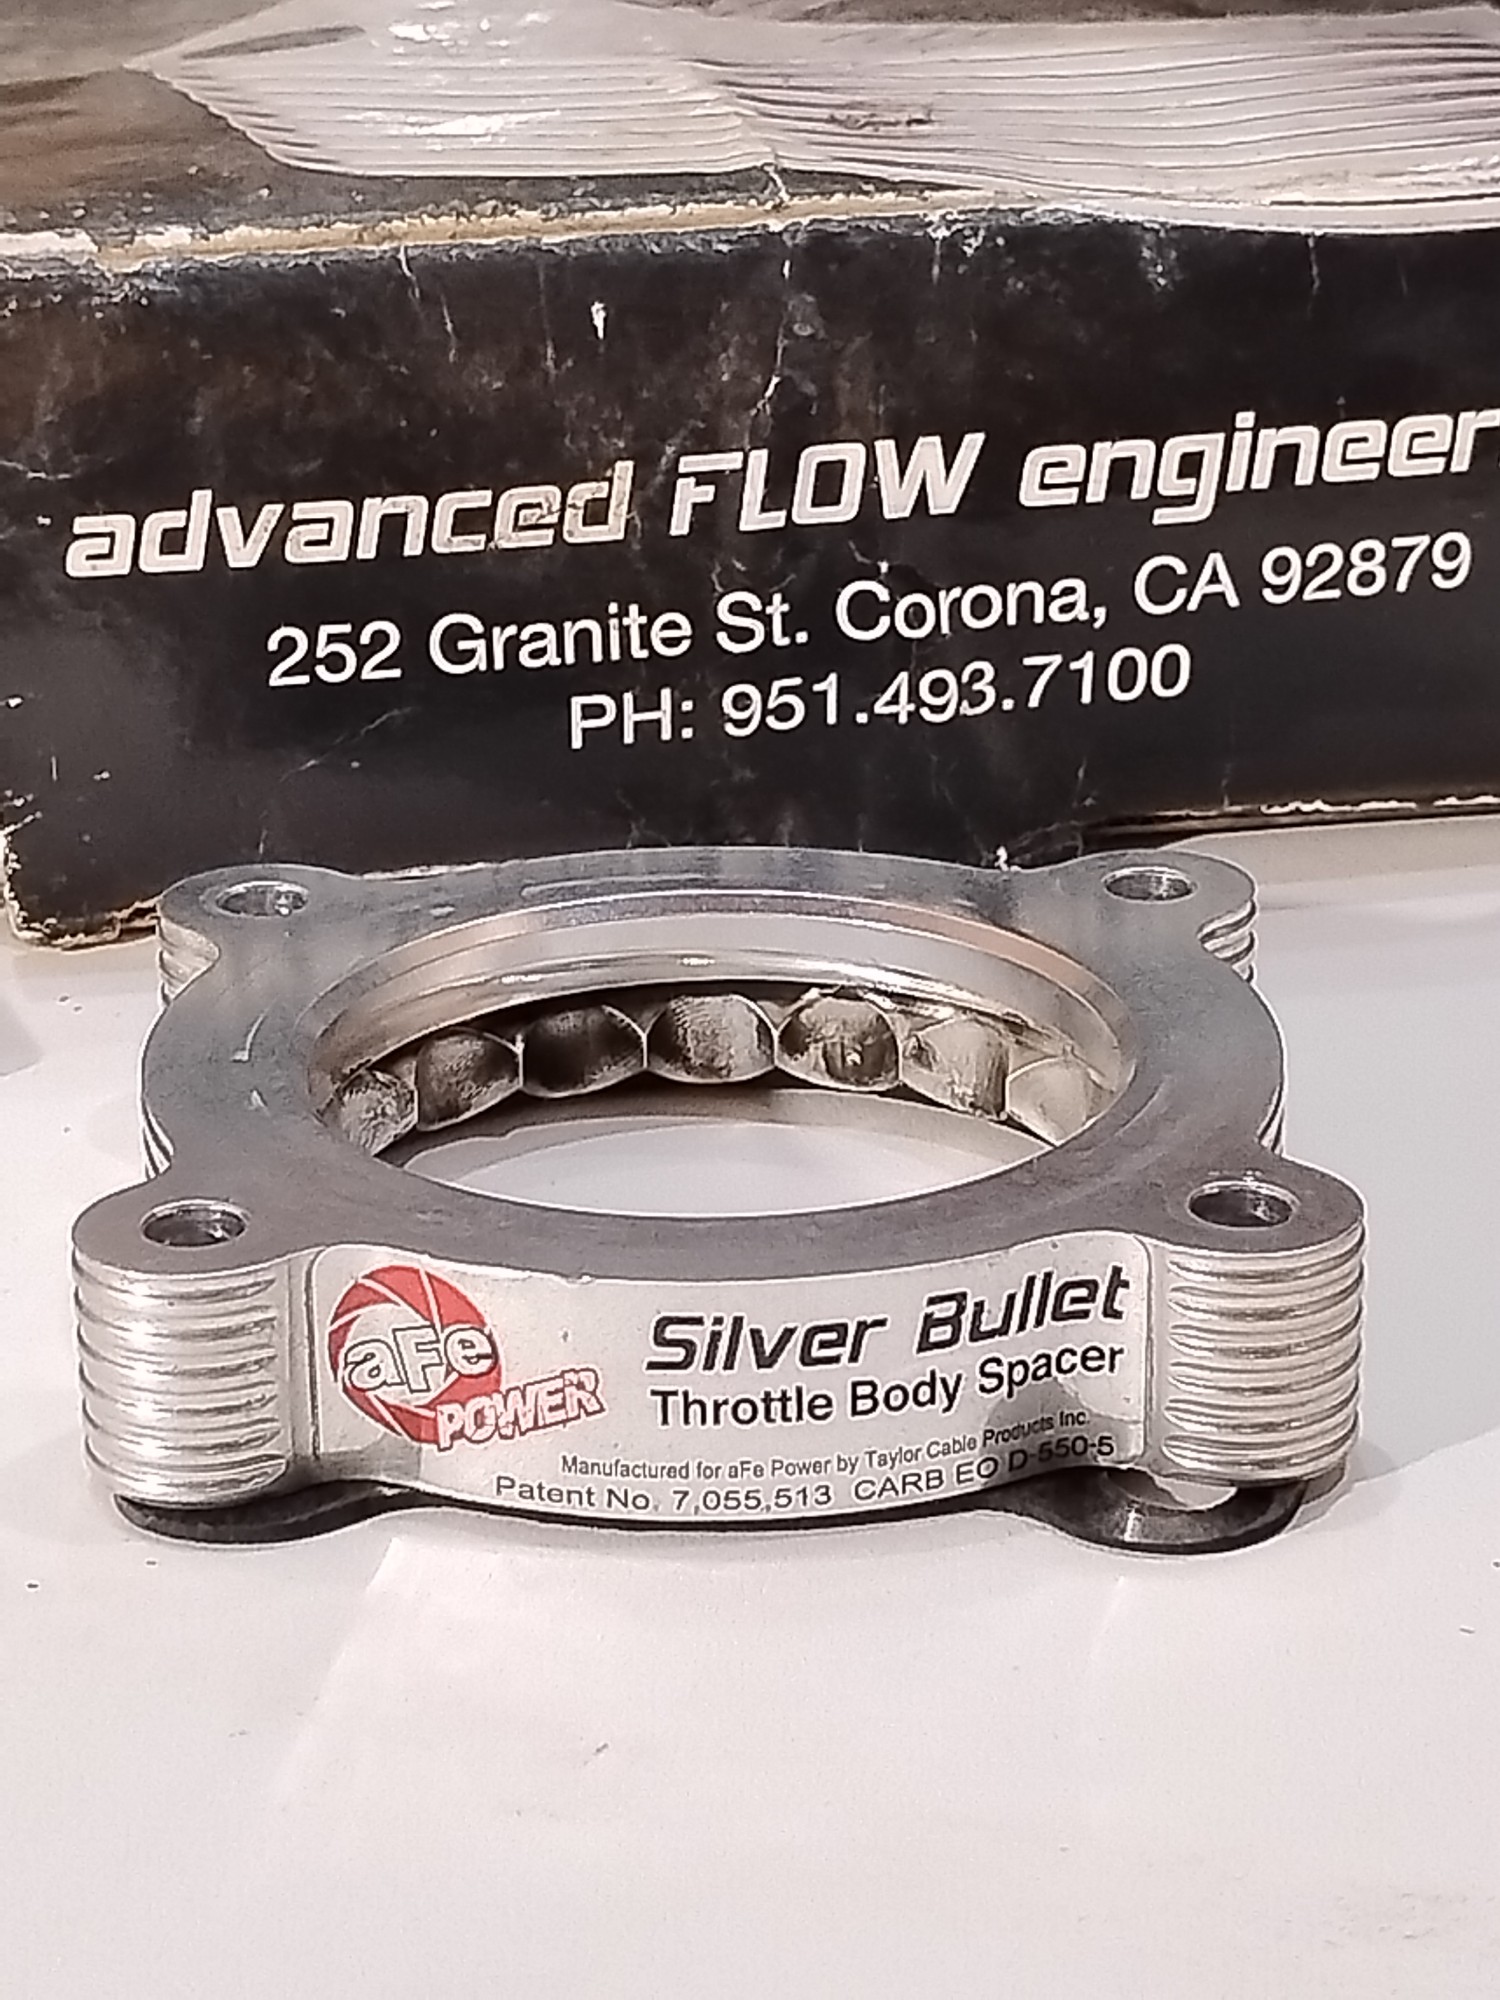 advanced FLOW engineer
252 Granite St. Corona, CA 92879
PH: 951.493.7100
aFe
POWER
Silver Bullet
Throttle Body Spacer
Manufactured for aFe Power by Taylor Cable Products Inc.
Patent No. 7,055,513 CARB EO D-550-5